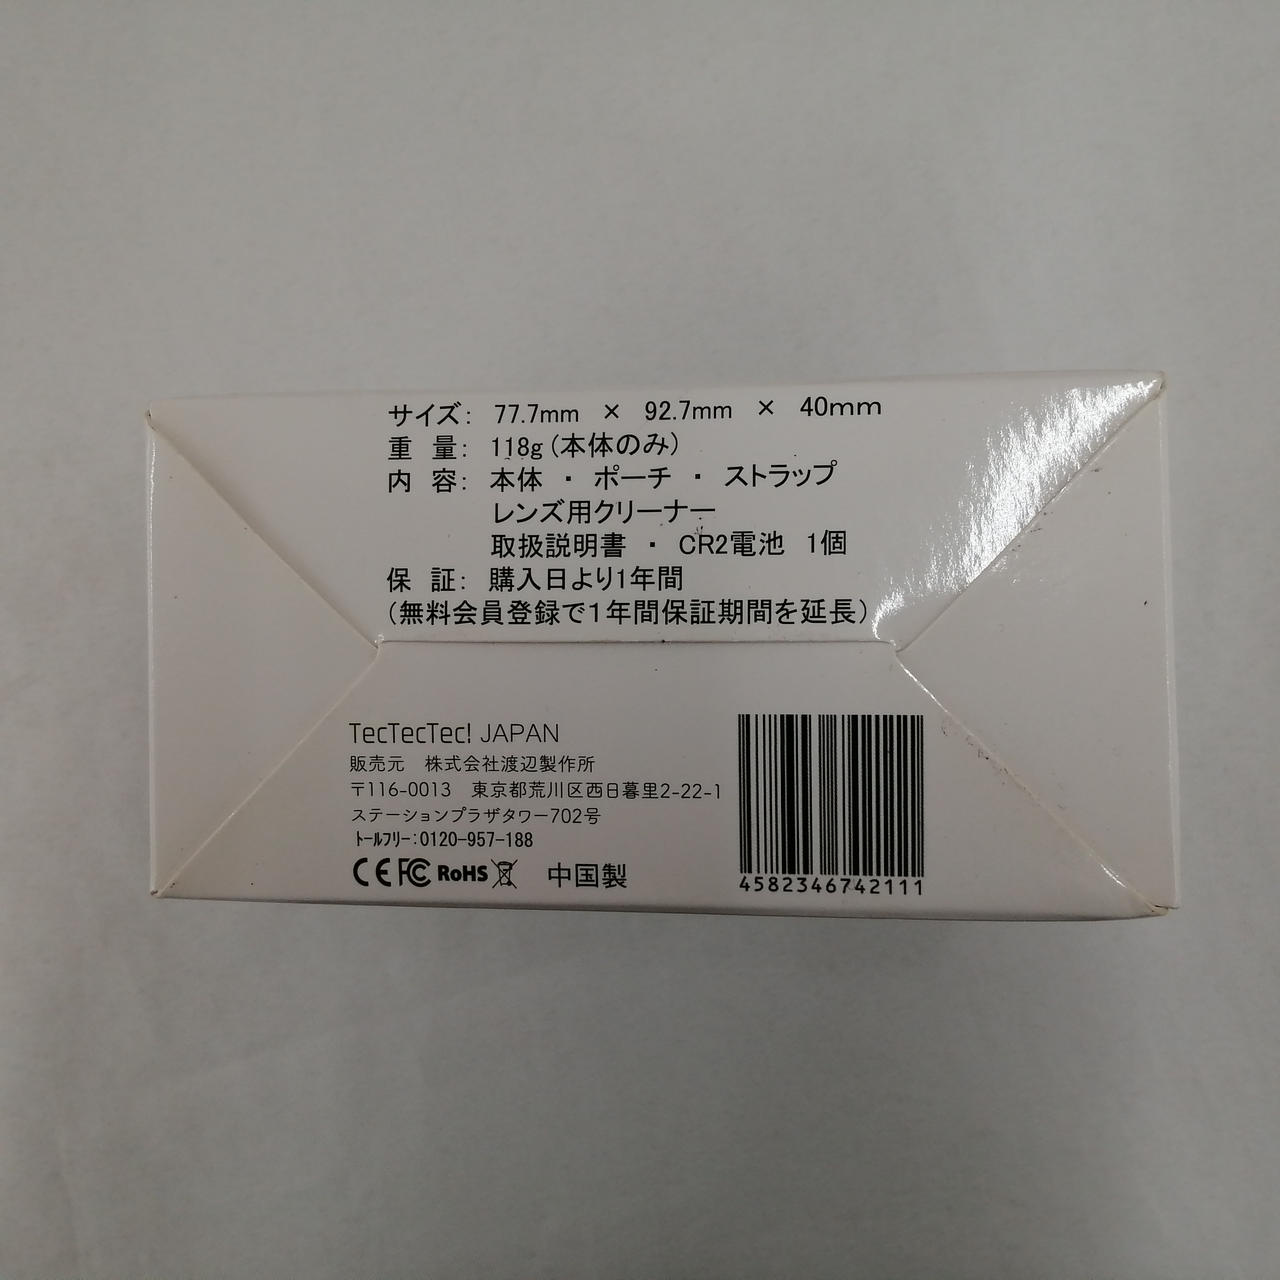 サイズ： 77.7mm × 92.7mm × 40mm
重 量： 118g（本体のみ）
内 容： 本体 ・ ポーチ ・ ストラップ
レンズ用クリーナー
取扱説明書 ・ CR2電池 1個
保 証： 購入日より1年間
（無料会員登録で１年間保証期間を延長）
TecTecTec! JAPAN
販売元 株式会社渡辺製作所
〒116-0013 東京都荒川区西日暮里2-22-1
ステーションプラザタワー702号
ﾄｰﾙﾌﾘｰ:0120-957-188
CE FC RoHS 中国製
4582346742111